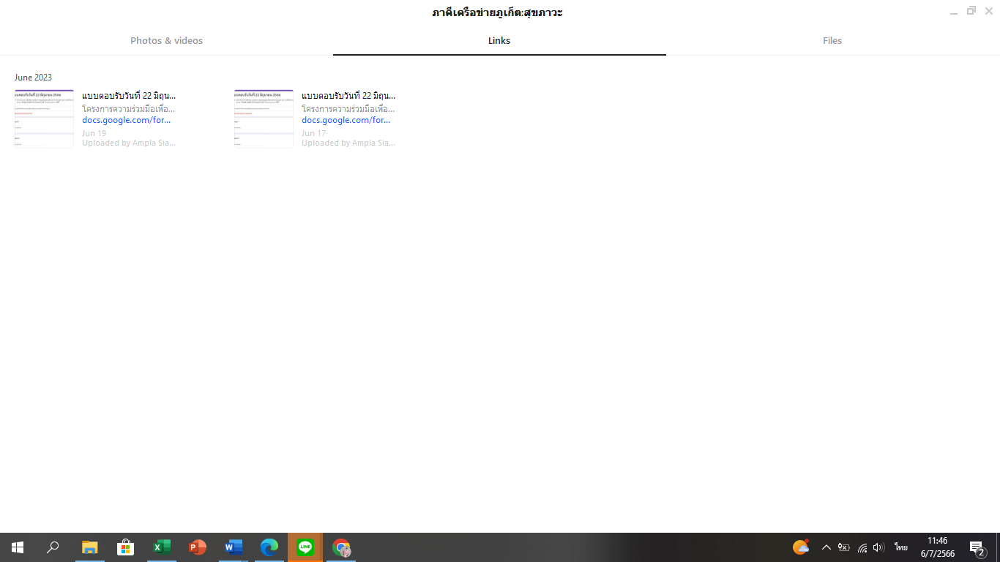 ภาคีเครือข่ายภูเก็ต:สุขภาวะ
Photos & videos
Links
Files
June 2023
แบบตอบรับวันที่ 22 มิถุน...
โครงการความร่วมมือเพื่อ...
docs.google.com/for...
Jun 19
Uploaded by Ampla Sia...
แบบตอบรับวันที่ 22 มิถุน...
โครงการความร่วมมือเพื่อ...
docs.google.com/for...
Jun 17
Uploaded by Ampla Sia...
LINE
ไทย
11:46
6/7/2566
2